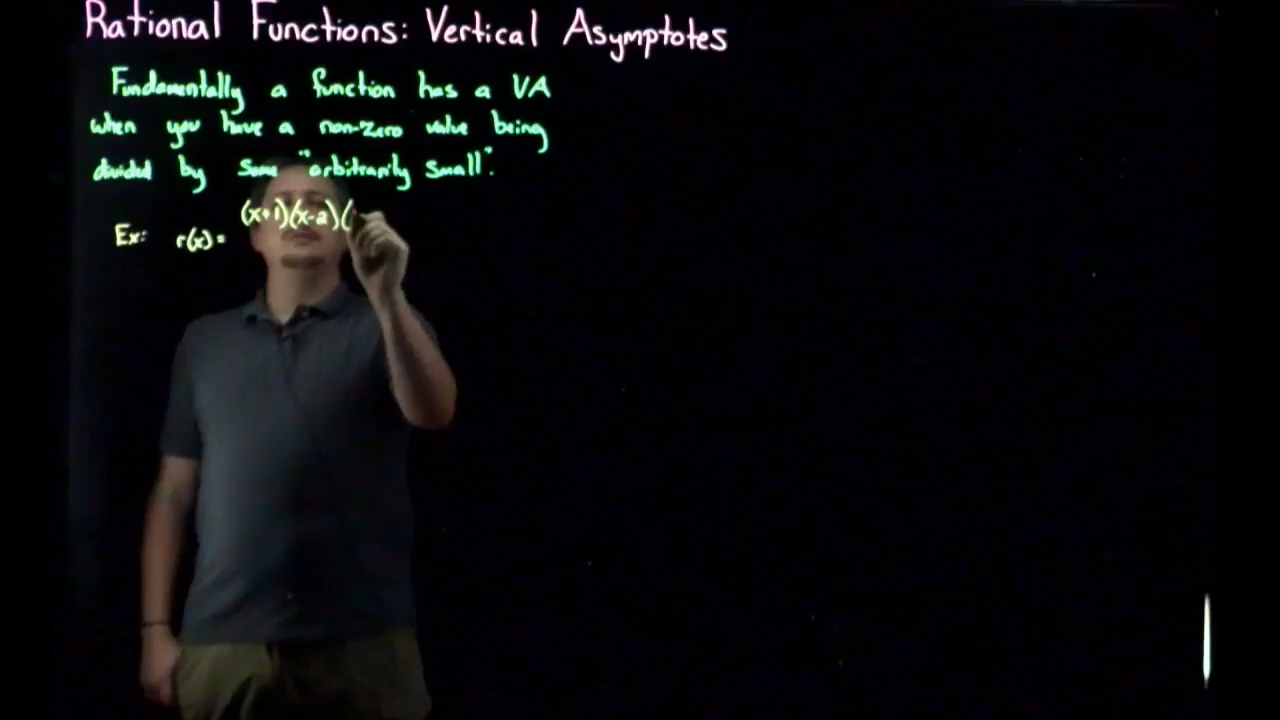 Rational Functions: Vertical Asymptotes
Fundamentally a function has a VA
when you have a non-zero value being
divided by some "arbitrarily small".
Ex: r(x) = (x+1)(x-2)(